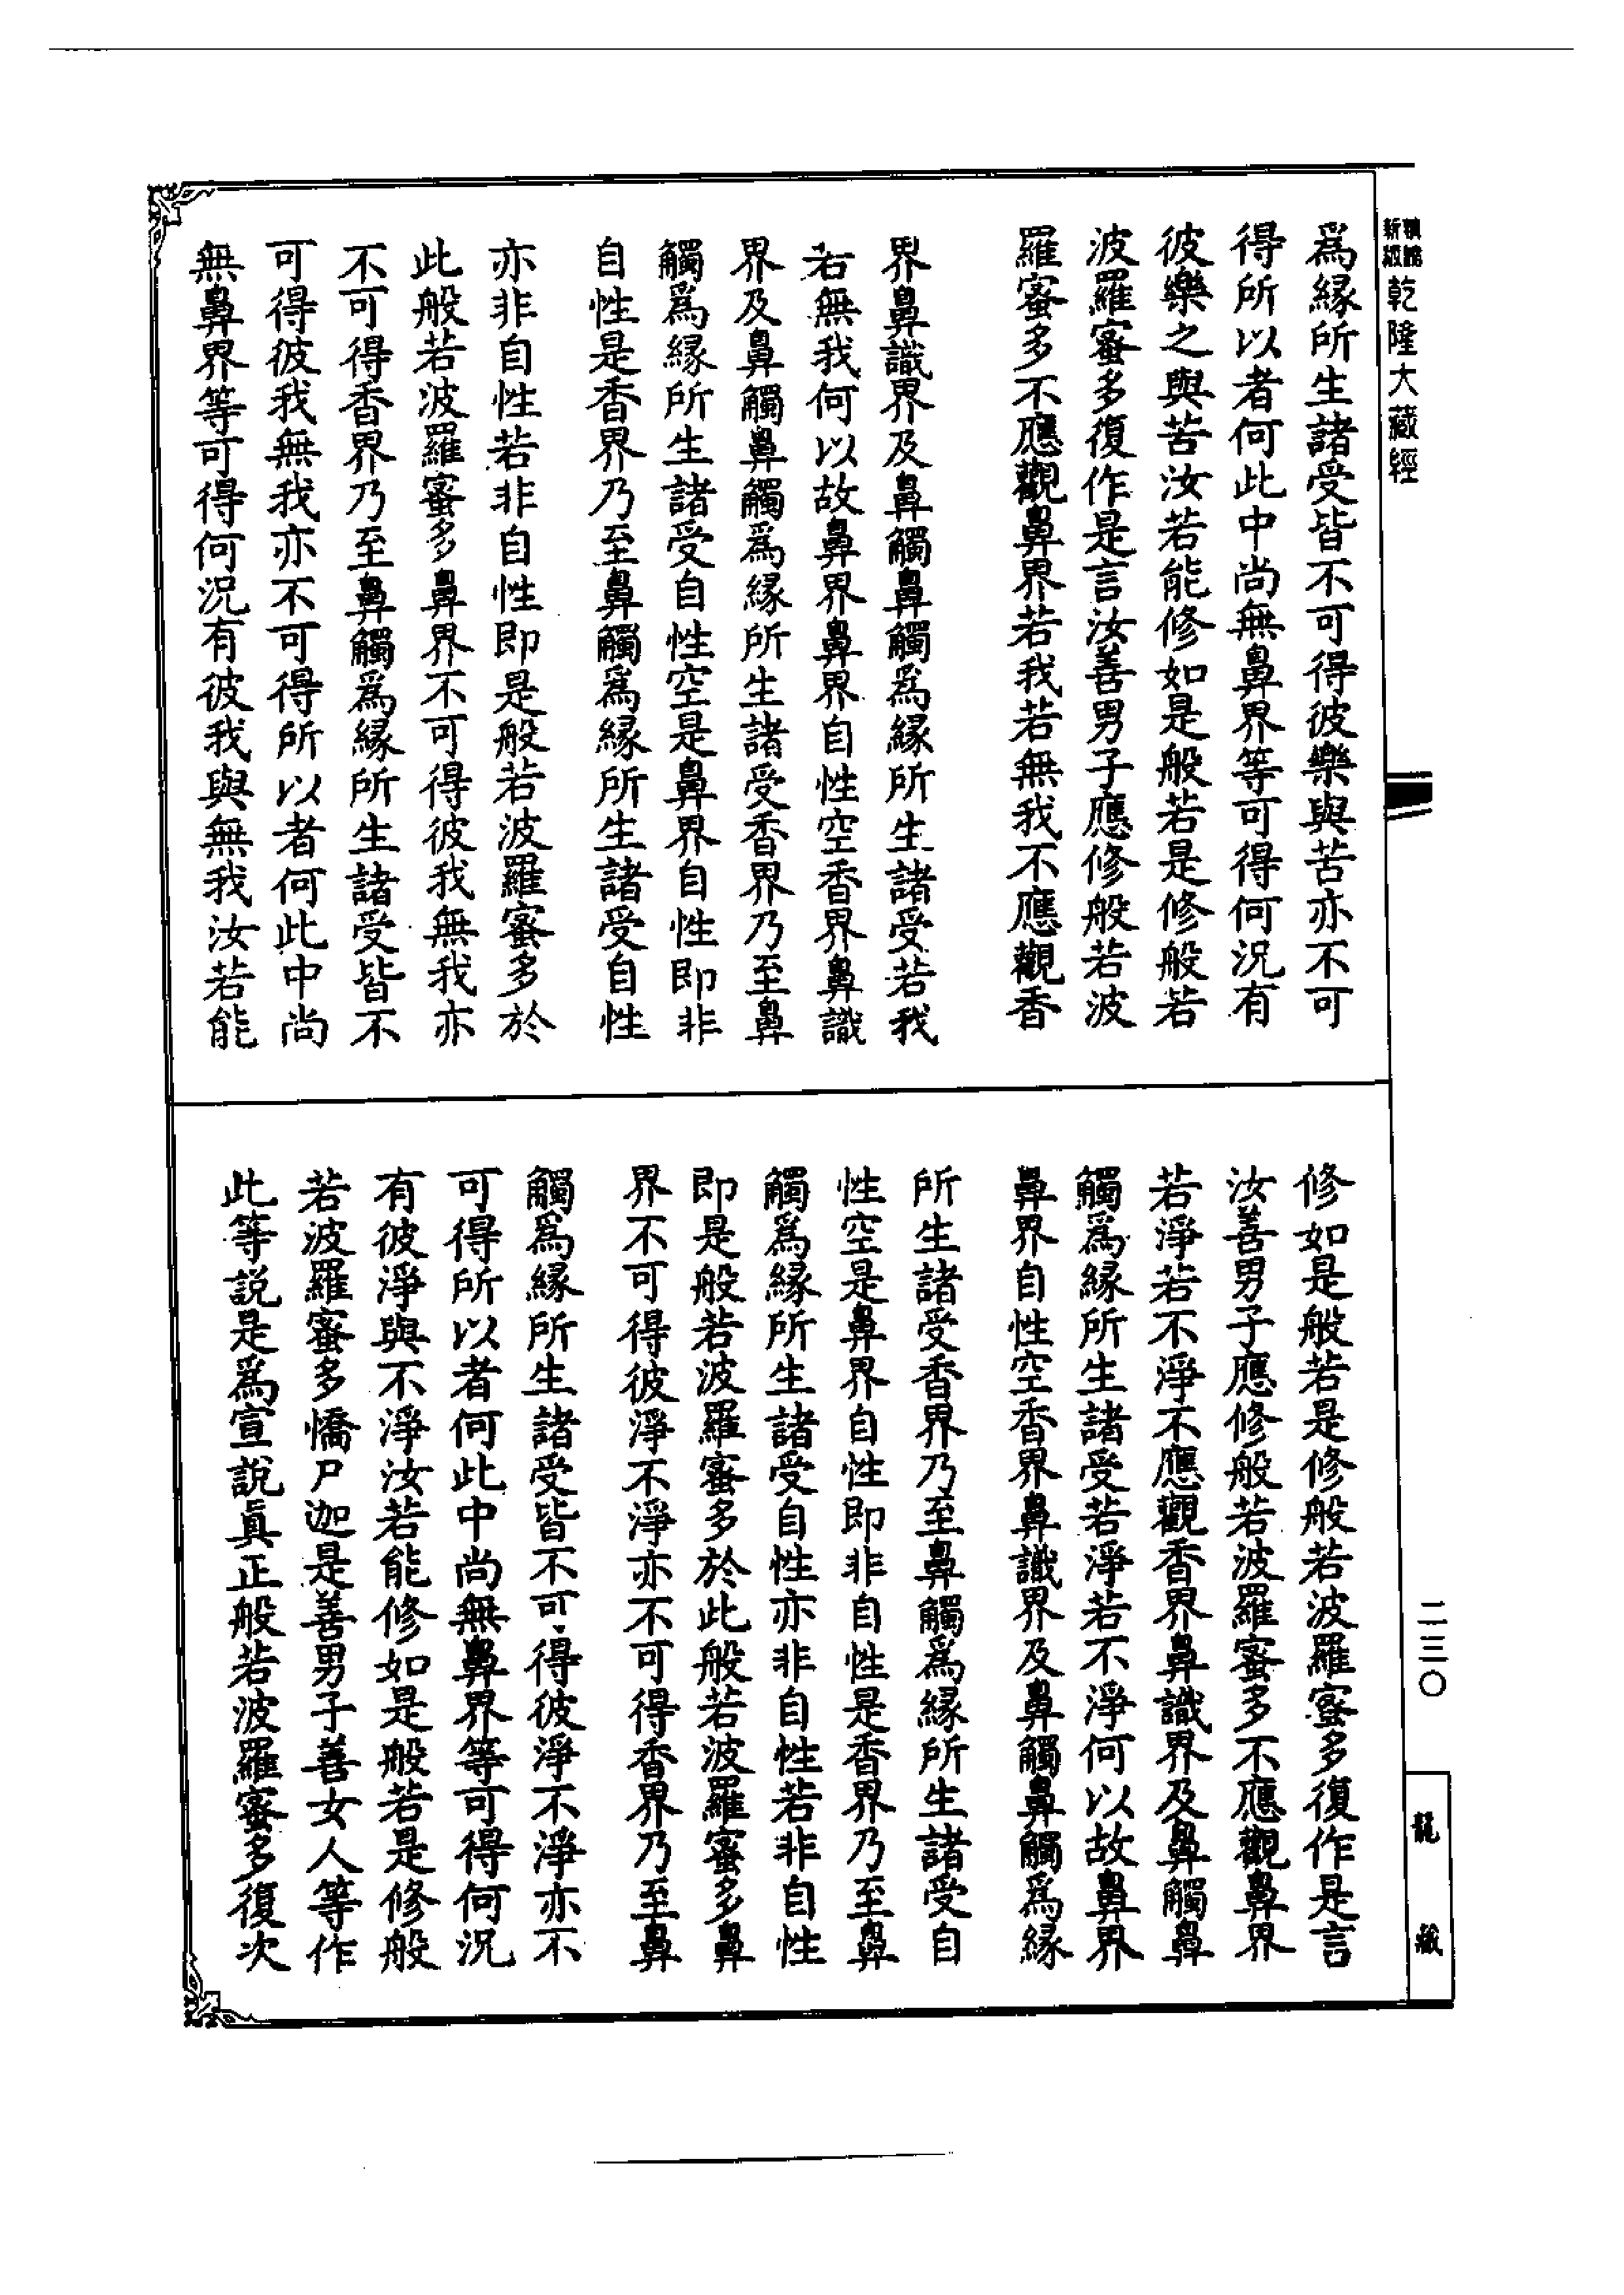 新版
乾隆大藏經
為緣所生諸受皆不可得彼樂與苦亦不可
得所以者何此中尚無鼻界等可得何況有
彼樂之與苦汝若能修如是般若是修般若
波羅蜜多復作是言汝善男子應修般若波
羅蜜多不應觀鼻界若我若無我不應觀香
界鼻識界及鼻觸鼻觸為緣所生諸受若我
若無我何以故鼻界鼻界自性空香界鼻識
界及鼻觸鼻觸為緣所生諸受香界乃至鼻
觸為緣所生諸受自性空是鼻界自性即非
自性是香界乃至鼻觸為緣所生諸受自性
亦非自性若非自性即是般若波羅蜜多於
此般若波羅蜜多鼻界不可得彼我無我亦
不可得香界乃至鼻觸為緣所生諸受皆不
可得彼我無我亦不可得所以者何此中尚
無鼻界等可得何況有彼我與無我汝若能
修如是般若是修般若波羅蜜多復作是言
汝善男子應修般若波羅蜜多不應觀鼻界
若淨若不淨不應觀香界鼻識界及鼻觸鼻
觸為緣所生諸受若淨若不淨何以故鼻界
鼻界自性空香界鼻識界及鼻觸鼻觸為緣
所生諸受香界乃至鼻觸為緣所生諸受自
性空是鼻界自性即非自性是香界乃至鼻
觸為緣所生諸受自性亦非自性若非自性
即是般若波羅蜜多於此般若波羅蜜多鼻
界不可得彼淨不淨亦不可得香界乃至鼻
觸為緣所生諸受皆不可得彼淨不淨亦不
可得所以者何此中尚無鼻界等可得何況
有彼淨與不淨汝若能修如是般若是修般
若波羅蜜多憍尸迦是善男子善女人等作
此等說是為宣說真正般若波羅蜜多復次
二三〇
龍藏